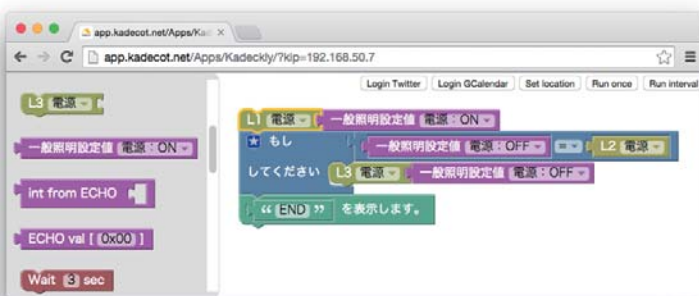 app.kadecot.net/Apps/Kad
app.kadecot.net/Apps/Kadeckly/?kip=192.168.50.7
Login Twitter Login GCalendar Set location Run once Run interval
L3 電源
一般照明設定値 電源:ON
int from ECHO
ECHO val [ 0x00 ]
Wait 3 sec
L1 電源 一般照明設定値 電源:ON
もし 一般照明設定値 電源:OFF = L2 電源
してください L3 電源 一般照明設定値 電源:OFF
“ END ” を表示します。